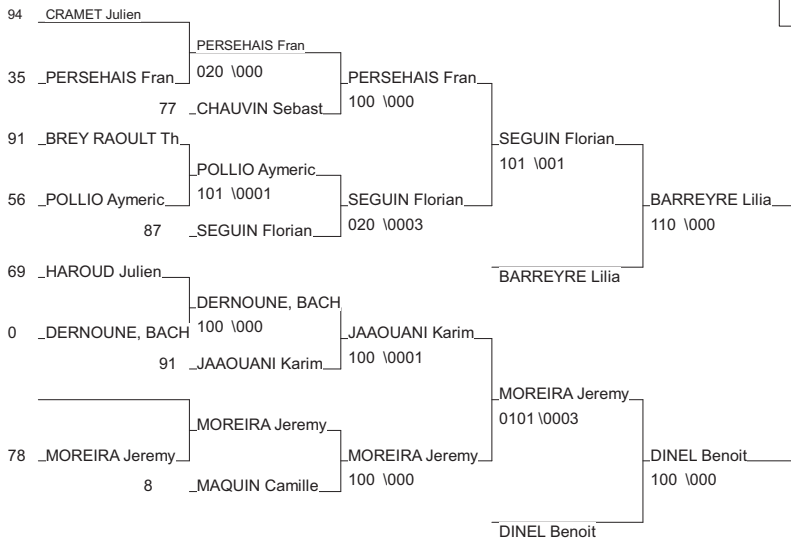 94 CRAMET Julien
PERSEHAIS Fran
35 PERSEHAIS Fran 020 \000 PERSEHAIS Fran
77 CHAUVIN Sebast 100 \000
91 BREY RAOULT Th SEGUIN Florian
POLLIO Aymeric 101 \001
101 \0001
56 POLLIO Aymeric SEGUIN Florian BARREYRE Lilia
87 SEGUIN Florian 020 \0003 110 \000
69 HAROUD Julien BARREYRE Lilia
DERNOUNE, BACH
0 DERNOUNE, BACH 100 \000 JAAOUANI Karim
91 JAAOUANI Karim 100 \0001
MOREIRA Jeremy
MOREIRA Jeremy 0101 \0003
78 MOREIRA Jeremy MOREIRA Jeremy DINEL Benoit
8 MAQUIN Camille 100 \000 100 \000
DINEL Benoit